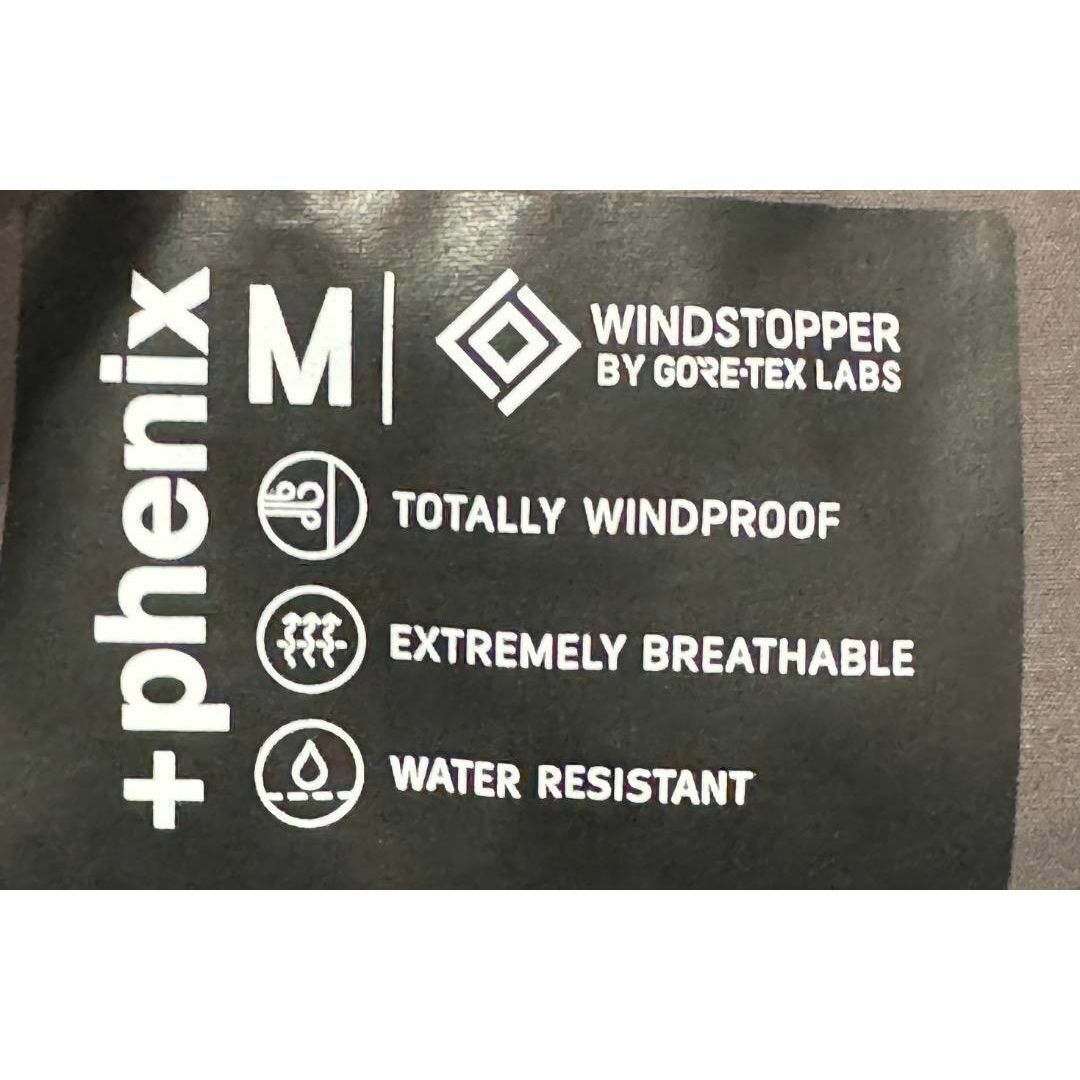 +phenix
M
WINDSTOPPER
BY GORE-TEX LABS
TOTALLY WINDPROOF
EXTREMELY BREATHABLE
WATER RESISTANT